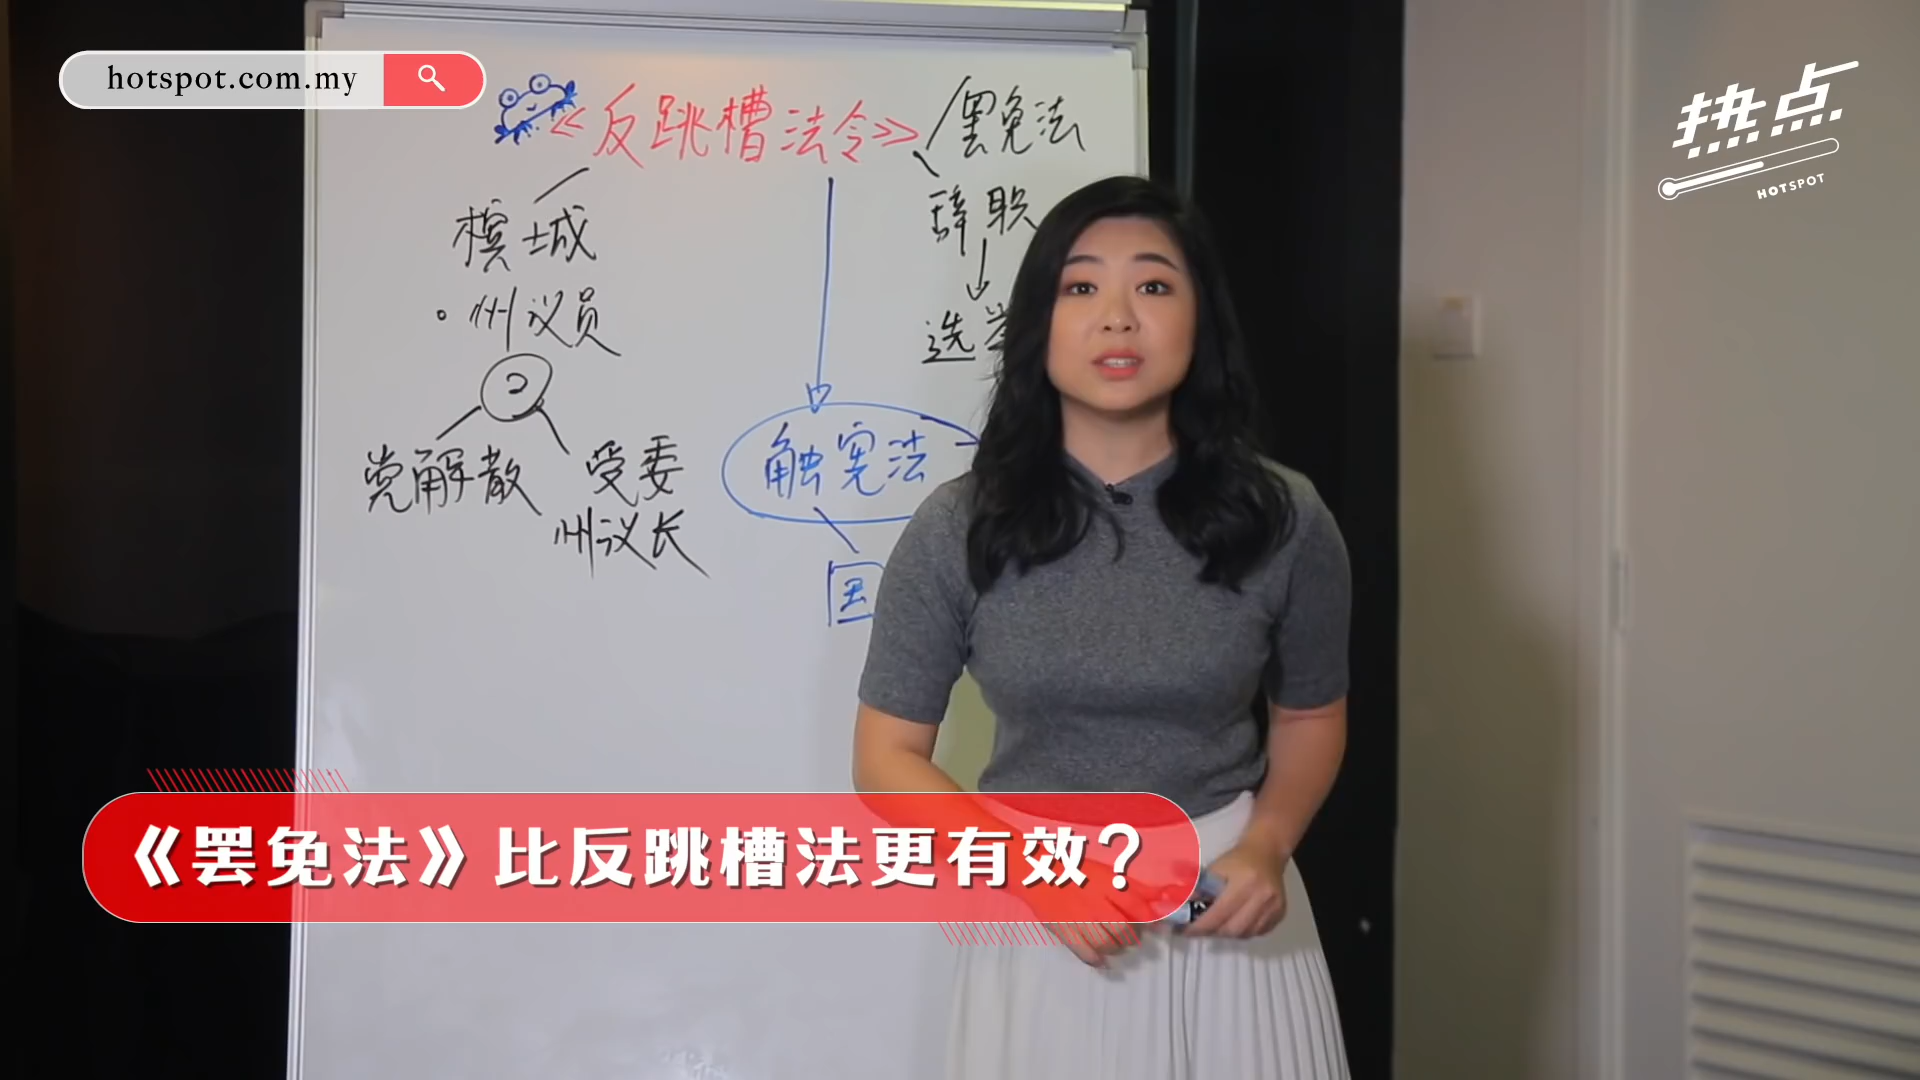 hotspot.com.my
热点
HOTSPOT
《反跳槽法令》
罢免法
辞职
选举
槟城
·州议员
党解散
受委
州议长
触宪法
国
《罢免法》比反跳槽法更有效？